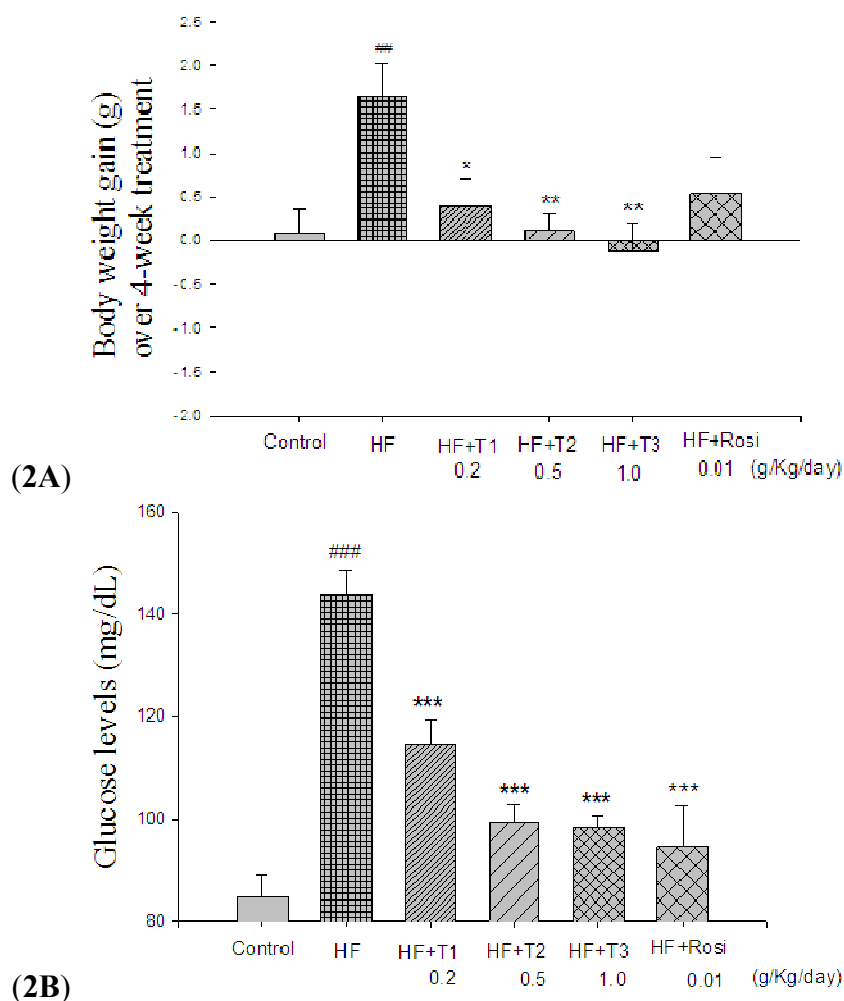 Body weight gain (g)
over 4-week treatment
2.5
2.0
1.5
1.0
0.5
0.0
-0.5
-1.0
-1.5
-2.0
##
*
**
**
Control HF HF+T1 HF+T2 HF+T3 HF+Rosi
0.2 0.5 1.0 0.01 (g/Kg/day)
(2A)
Glucose levels (mg/dL)
160
140
120
100
80
###
***
***
***
***
Control HF HF+T1 HF+T2 HF+T3 HF+Rosi
0.2 0.5 1.0 0.01 (g/Kg/day)
(2B)